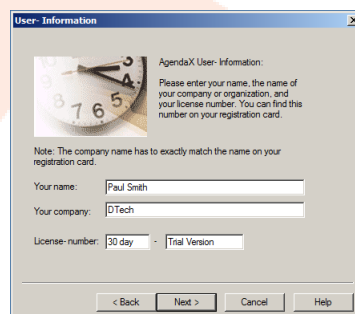 User- Information
AgendaX User- Information:
Please enter your name, the name of
your company or organization, and
your license number. You can find this
number on your registration card.
Note: The company name has to exactly match the name on your
registration card.
Your name: Paul Smith
Your company: DTech
License- number: 30 day - Trial Version
< Back Next > Cancel Help